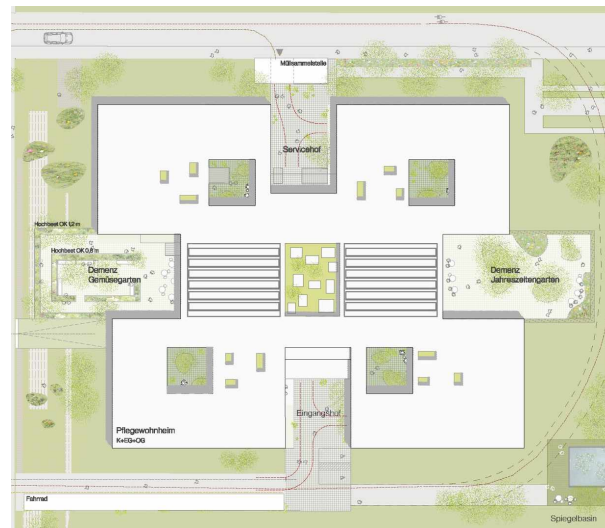 Müllsammelstelle
Servicehof
Hochbeet OK 1,2 m
Hochbeet OK 0,8 m
Demenz
Gemüsegarten
Demenz
Jahreszeitengarten
Eingangshof
Pflegewohnheim
K+EG+OG
Fahrrad
Spiegelbasin